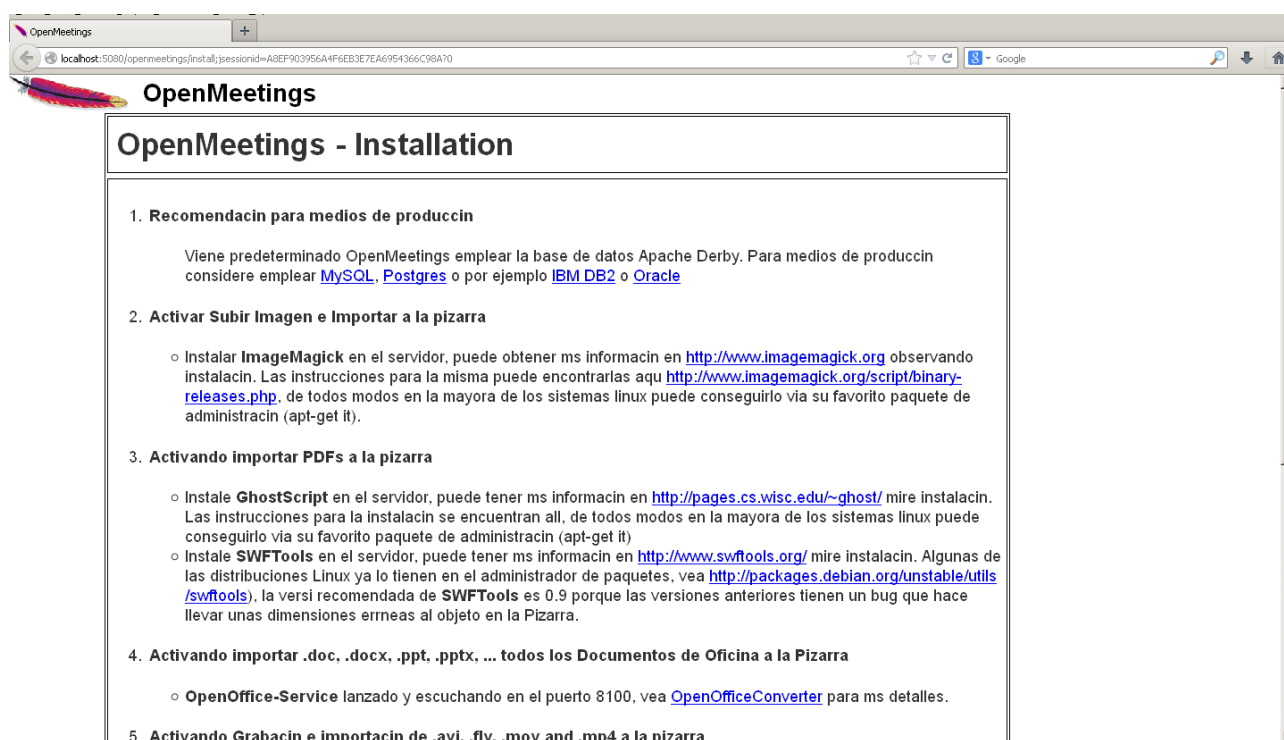 OpenMeetings
+
localhost:5080/openmeetings/install;jsessionid=A8EF903956A4F6EB3E7EA6954366C98A?0
Google
OpenMeetings
OpenMeetings - Installation
1. Recomendacin para medios de produccin
Viene predeterminado OpenMeetings emplear la base de datos Apache Derby. Para medios de produccin
considere emplear MySQL, Postgres o por ejemplo IBM DB2 o Oracle
2. Activar Subir Imagen e Importar a la pizarra
Instalar ImageMagick en el servidor, puede obtener ms informacin en http://www.imagemagick.org observando
instalacin. Las instrucciones para la misma puede encontrarlas aqu http://www.imagemagick.org/script/binary-
releases.php, de todos modos en la mayora de los sistemas linux puede conseguirlo via su favorito paquete de
administracin (apt-get it).
3. Activando importar PDFs a la pizarra
Instale GhostScript en el servidor, puede tener ms informacin en http://pages.cs.wisc.edu/~ghost/ mire instalacin.
Las instrucciones para la instalacin se encuentran all, de todos modos en la mayora de los sistemas linux puede
conseguirlo via su favorito paquete de administracin (apt-get it)
Instale SWFTools en el servidor, puede tener ms informacin en http://www.swftools.org/ mire instalacin. Algunas de
las distribuciones Linux ya lo tienen en el administrador de paquetes, vea http://packages.debian.org/unstable/utils
/swftools), la versi recomendada de SWFTools es 0.9 porque las versiones anteriores tienen un bug que hace
llevar unas dimensiones errneas al objeto en la Pizarra.
4. Activando importar .doc, .docx, .ppt, .pptx, ... todos los Documentos de Oficina a la Pizarra
OpenOffice-Service lanzado y escuchando en el puerto 8100, vea OpenOfficeConverter para ms detalles.
5. Activando Grabacin e importacin de .avi, .flv, .mov and .mp4 a la pizarra